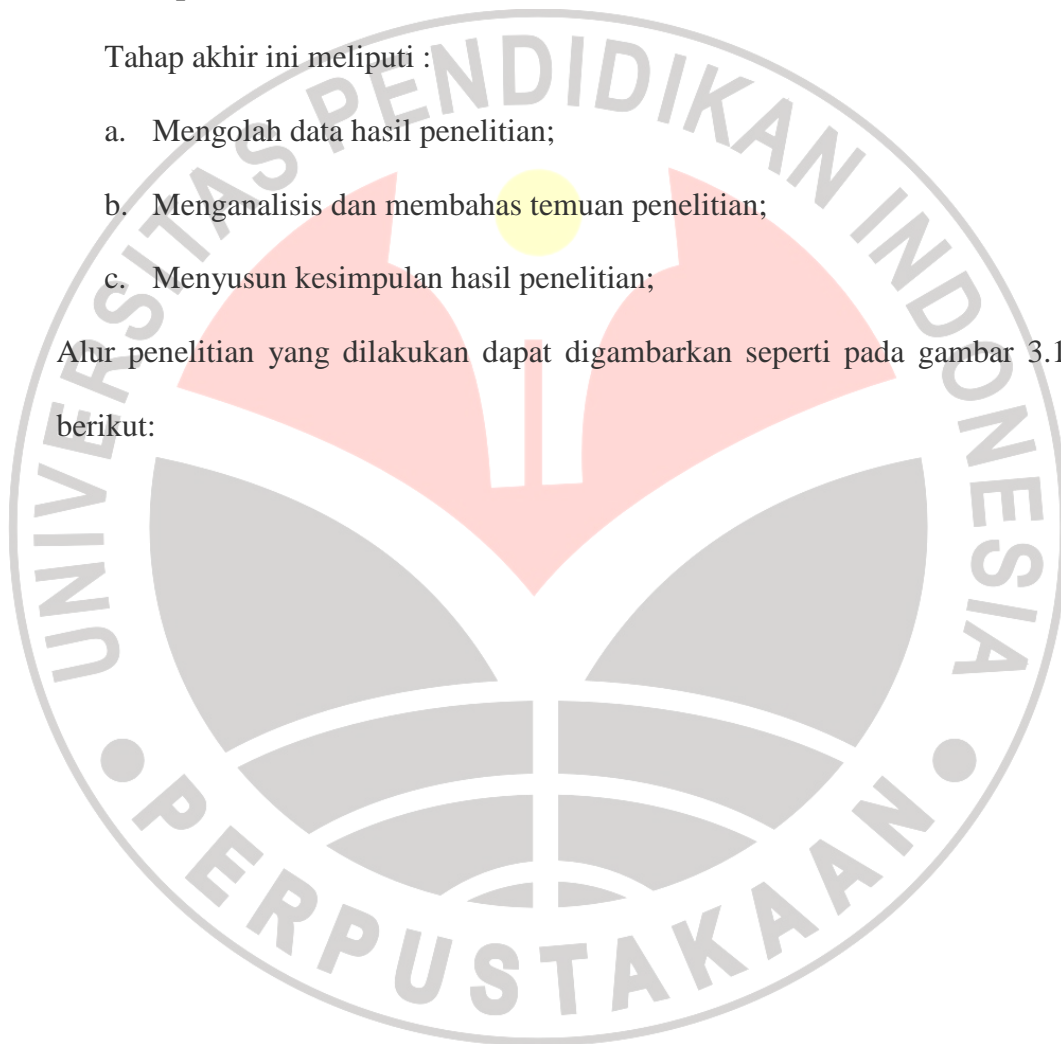 Tahap akhir ini meliputi :
a. Mengolah data hasil penelitian;
b. Menganalisis dan membahas temuan penelitian;
c. Menyusun kesimpulan hasil penelitian;
Alur penelitian yang dilakukan dapat digambarkan seperti pada gambar 3.1
berikut:
UNIVERSITAS PENDIDIKAN INDONESIA
PERPUSTAKAAN